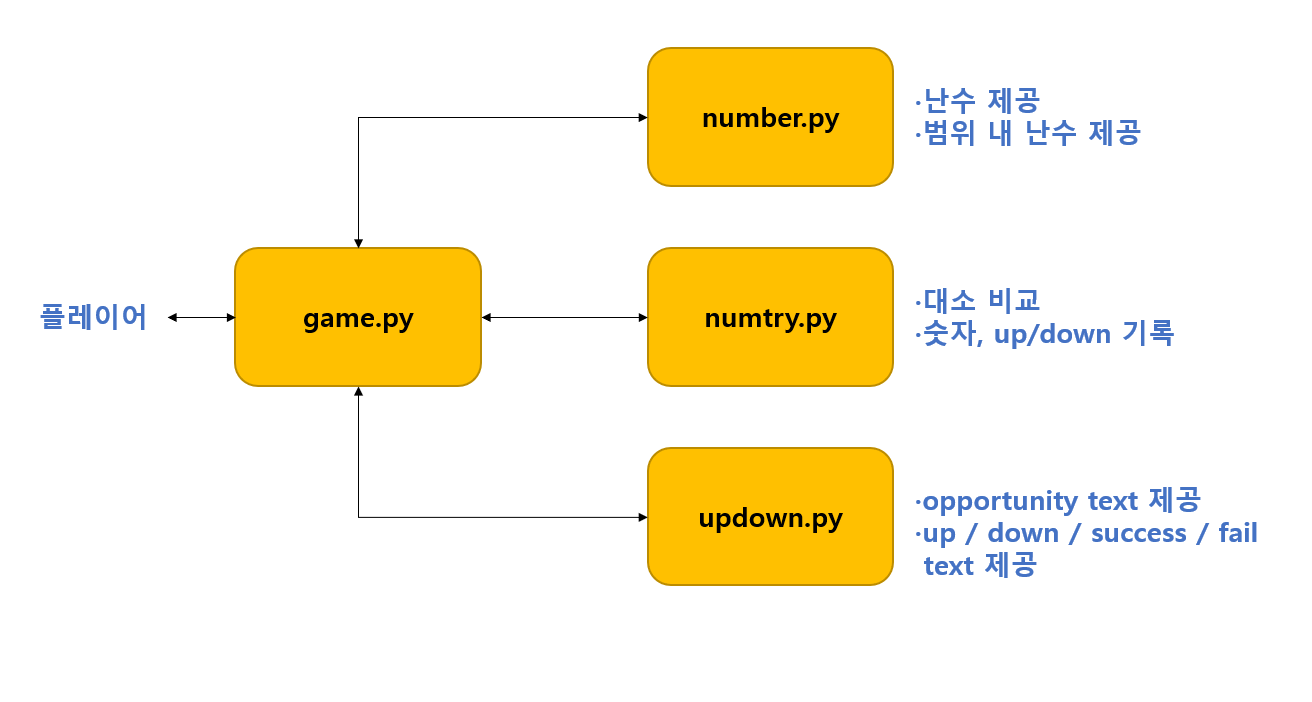 number.py
·난수 제공
·범위 내 난수 제공
플레이어
game.py
numtry.py
·대소 비교
·숫자, up/down 기록
updown.py
·opportunity text 제공
·up / down / success / fail
text 제공